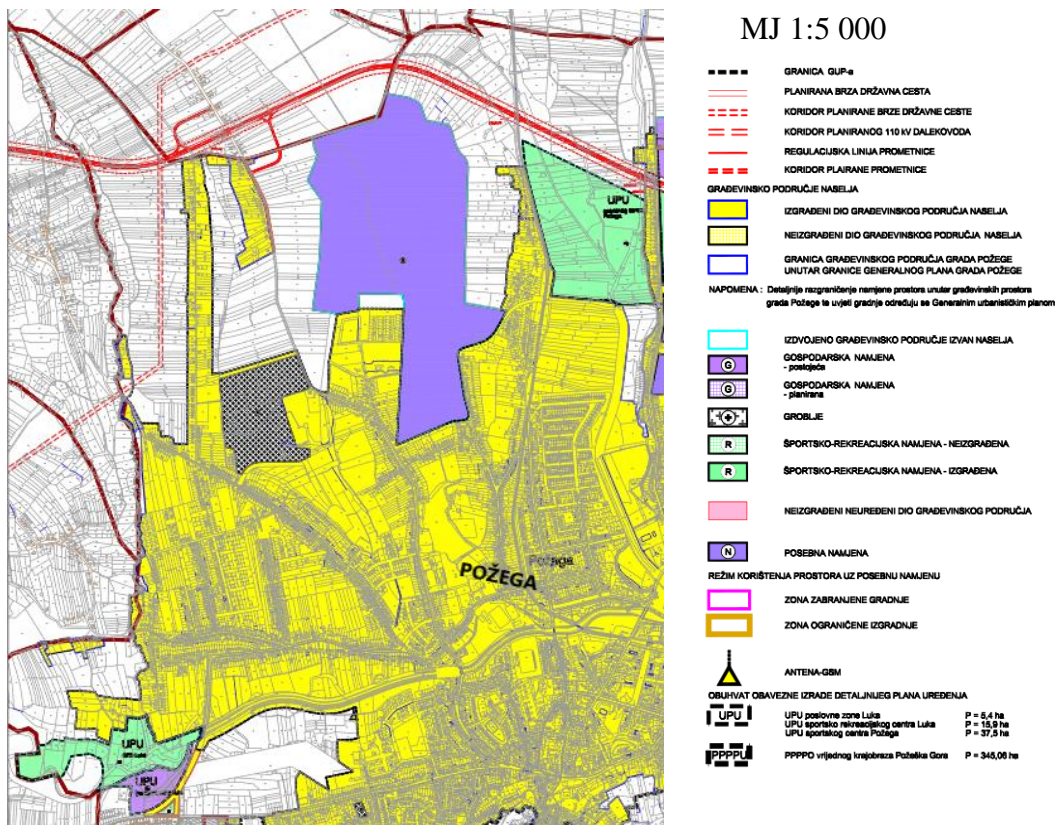 MJ 1:5 000
GRANICA GUP-a
PLANIRANA BRZA DRŽAVNA CESTA
KORIDOR PLANIRANE BRZE DRŽAVNE CESTE
KORIDOR PLANIRANOG 110 kV DALEKOVODA
REGULACIJSKA LINIJA PROMETNICE
KORIDOR PLAIRANE PROMETNICE
GRAĐEVINSKO PODRUČJE NASELJA
IZGRAĐENI DIO GRAĐEVINSKOG PODRUČJA NASELJA
NEIZGRAĐENI DIO GRAĐEVINSKOG PODRUČJA NASELJA
GRANICA GRAĐEVINSKOG PODRUČJA GRADA POŽEGE
UNUTAR GRANICE GENERALNOG PLANA GRADA POŽEGE
NAPOMENA : Detaljnije razgraničenje namjene prostora unutar građevinskih prostora
grada Požege te uvjeti gradnje određuju se Generalnim urbanističkim planom
IZDVOJENO GRAĐEVINSKO PODRUČJE IZVAN NASELJA
G GOSPODARSKA NAMJENA
- postojeća
G GOSPODARSKA NAMJENA
- planirana
GROBLJE
R ŠPORTSKO-REKREACIJSKA NAMJENA - NEIZGRAĐENA
R ŠPORTSKO-REKREACIJSKA NAMJENA - IZGRAĐENA
NEIZGRAĐENI NEUREĐENI DIO GRAĐEVINSKOG PODRUČJA
N POSEBNA NAMJENA
REŽIM KORIŠTENJA PROSTORA UZ POSEBNU NAMJENU
ZONA ZABRANJENE GRADNJE
ZONA OGRANIČENE IZGRADNJE
ANTENA-GSM
OBUHVAT OBAVEZNE IZRADE DETALJNIJEG PLANA UREĐENJA
UPU UPU poslovne zone Luka P = 5,4 ha
UPU sportsko rekreacijskog centra Luka P = 15,9 ha
UPU sportskog centra Požega P = 37,5 ha
PPPPO PPPPO vrijednog krajobraza Požeška Gora P = 345,06 ha
UPU
Požega
Požega
POŽEGA
UPU
UPU